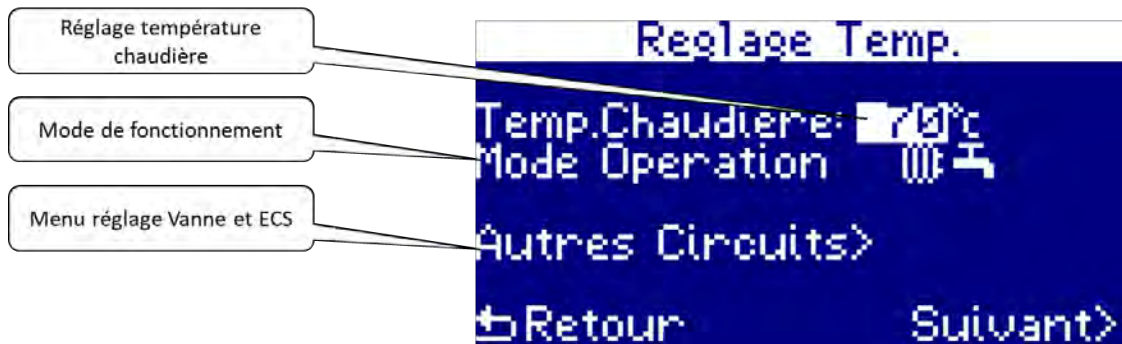 Réglage température
chaudière
Mode de fonctionnement
Menu réglage Vanne et ECS
Reglage Temp.
Temp.Chaudiere: 70°c
Mode Operation
Autres Circuits>
Retour Suivant>